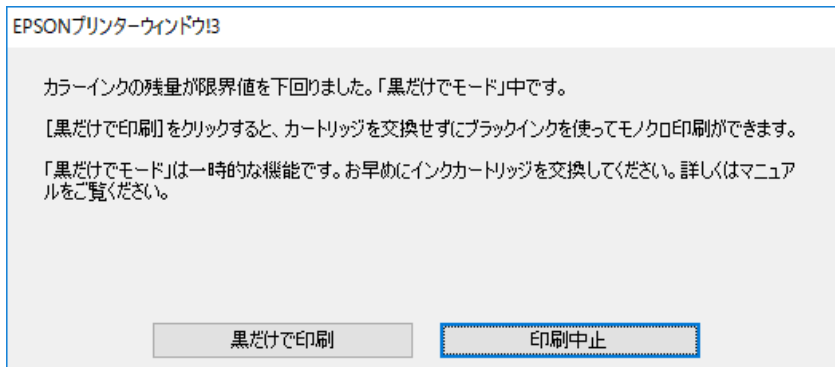 EPSONプリンターウィンドウ!3
カラーインクの残量が限界値を下回りました。「黒だけでモード」中です。
[黒だけで印刷]をクリックすると、カートリッジを交換せずにブラックインクを使ってモノクロ印刷ができます。
「黒だけでモード」は一時的な機能です。お早めにインクカートリッジを交換してください。詳しくはマニュア
ルをご覧ください。
黒だけで印刷
印刷中止